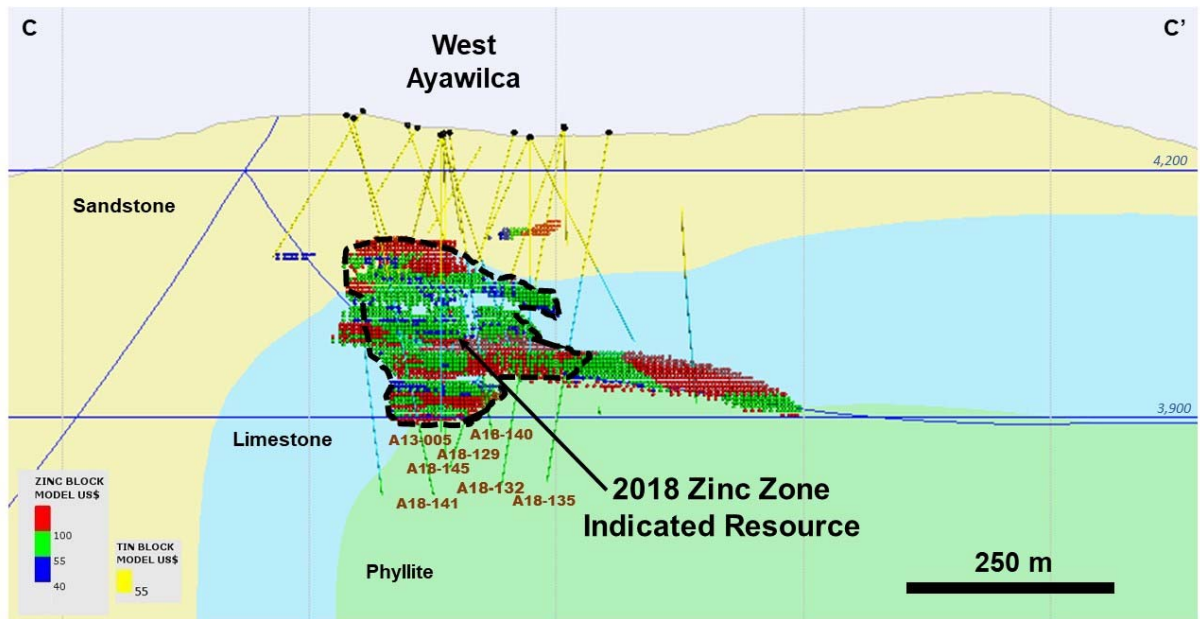 C
C’
West
Ayawilca
4,200
Sandstone
3,900
Limestone
A13-005
A18-140
A18-129
A18-145
A18-132
A18-141
A18-135
2018 Zinc Zone
Indicated Resource
ZINC BLOCK
MODEL US$
100
55
40
TIN BLOCK
MODEL US$
55
Phyllite
250 m